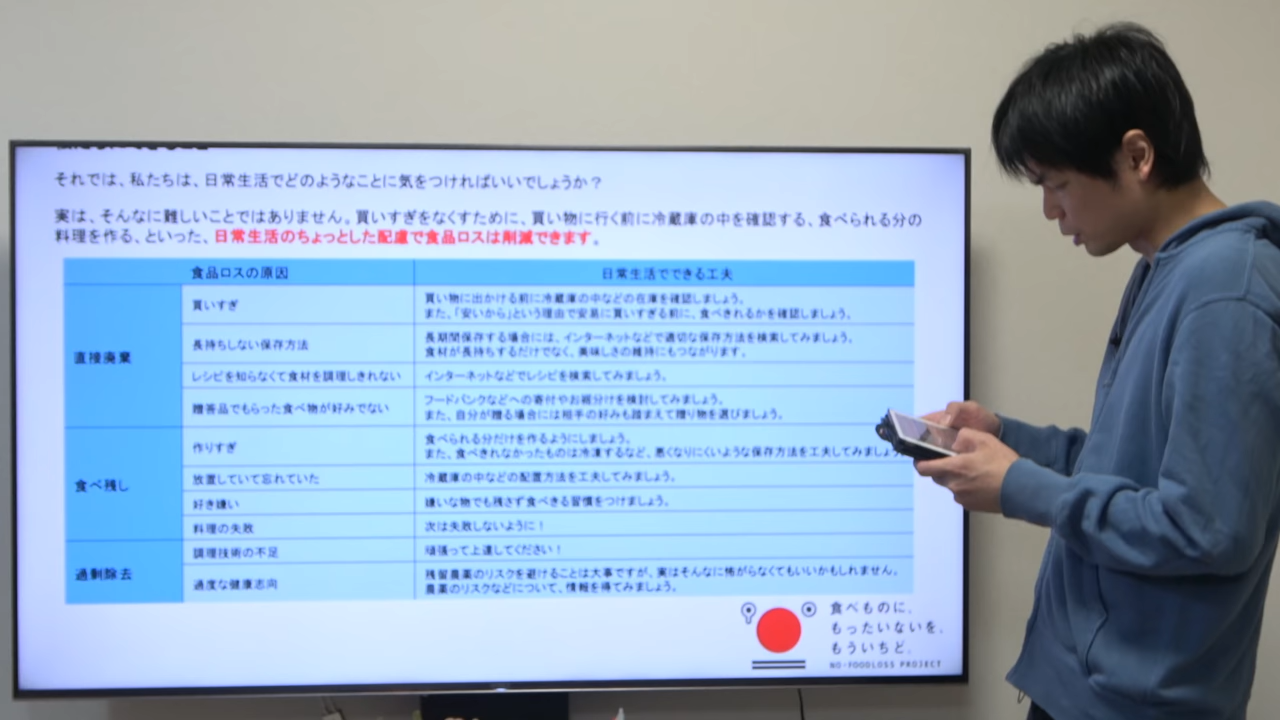 それでは、私たちは、日常生活でどのようなことに気をつければいいでしょうか？
実は、そんなに難しいことではありません。買いすぎをなくすために、買い物に行く前に冷蔵庫の中を確認する、食べられる分の
料理を作る、といった、日常生活のちょっとした配慮で食品ロスは削減できます。
食品ロスの原因
日常生活でできる工夫
直接廃棄
買いすぎ
買い物に出かける前に冷蔵庫の中などの在庫を確認しましょう。
また、「安いから」という理由で安易に買いすぎる前に、食べきれるかを確認しましょう。
長持ちしない保存方法
長期間保存する場合には、インターネットなどで適切な保存方法を検索してみましょう。
食材が長持ちするだけでなく、美味しさの維持にもつながります。
レシピを知らなくて食材を調理しきれない
インターネットなどでレシピを検索してみましょう。
贈答品でもらった食べ物が好みでない
フードバンクなどへの寄付やお裾分けを検討してみましょう。
また、自分が贈る場合には相手の好みも踏まえて贈り物を選びましょう。
食べ残し
作りすぎ
食べられる分だけを作るようにしましょう。
また、食べきれなかったものは冷凍するなど、悪くなりにくいような保存方法を工夫してみましょう
放置していて忘れていた
冷蔵庫の中などの配置方法を工夫してみましょう。
好き嫌い
嫌いな物でも残さず食べきる習慣をつけましょう。
料理の失敗
次は失敗しないように！
過剰除去
調理技術の不足
頑張って上達してください！
過度な健康志向
残留農薬のリスクを避けることは大事ですが、実はそんなに怖がらなくてもいいかもしれません。
農薬のリスクなどについて、情報を得てみましょう。
食べものに、
もったいないを、
もういちど。
NO-FOODLOSS PROJECT